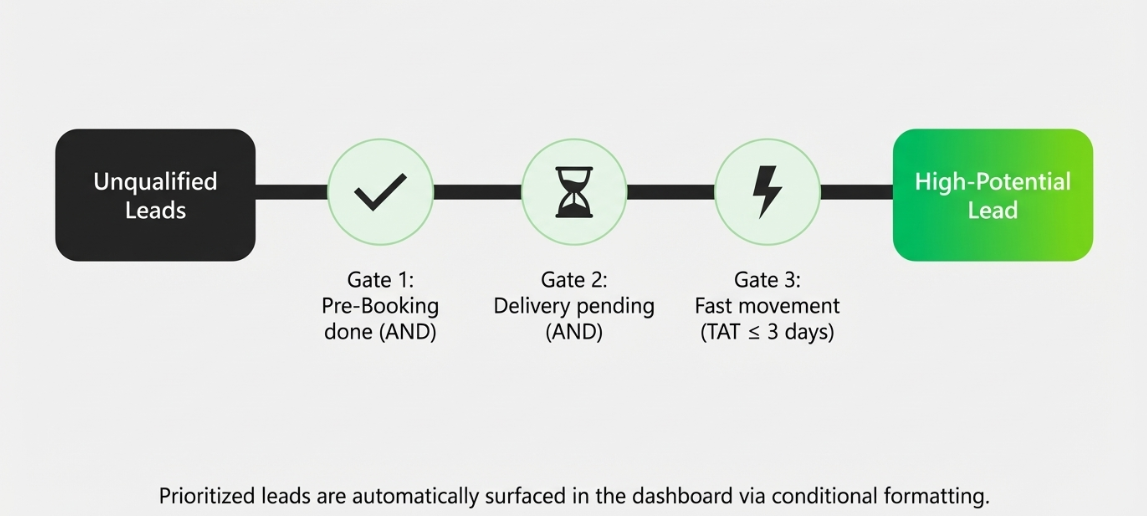 Unqualified
Leads
High-Potential
Lead
Gate 1:
Pre-Booking
done (AND)
Gate 2:
Delivery pending
(AND)
Gate 3:
Fast movement
(TAT ≤ 3 days)
Prioritized leads are automatically surfaced in the dashboard via conditional formatting.